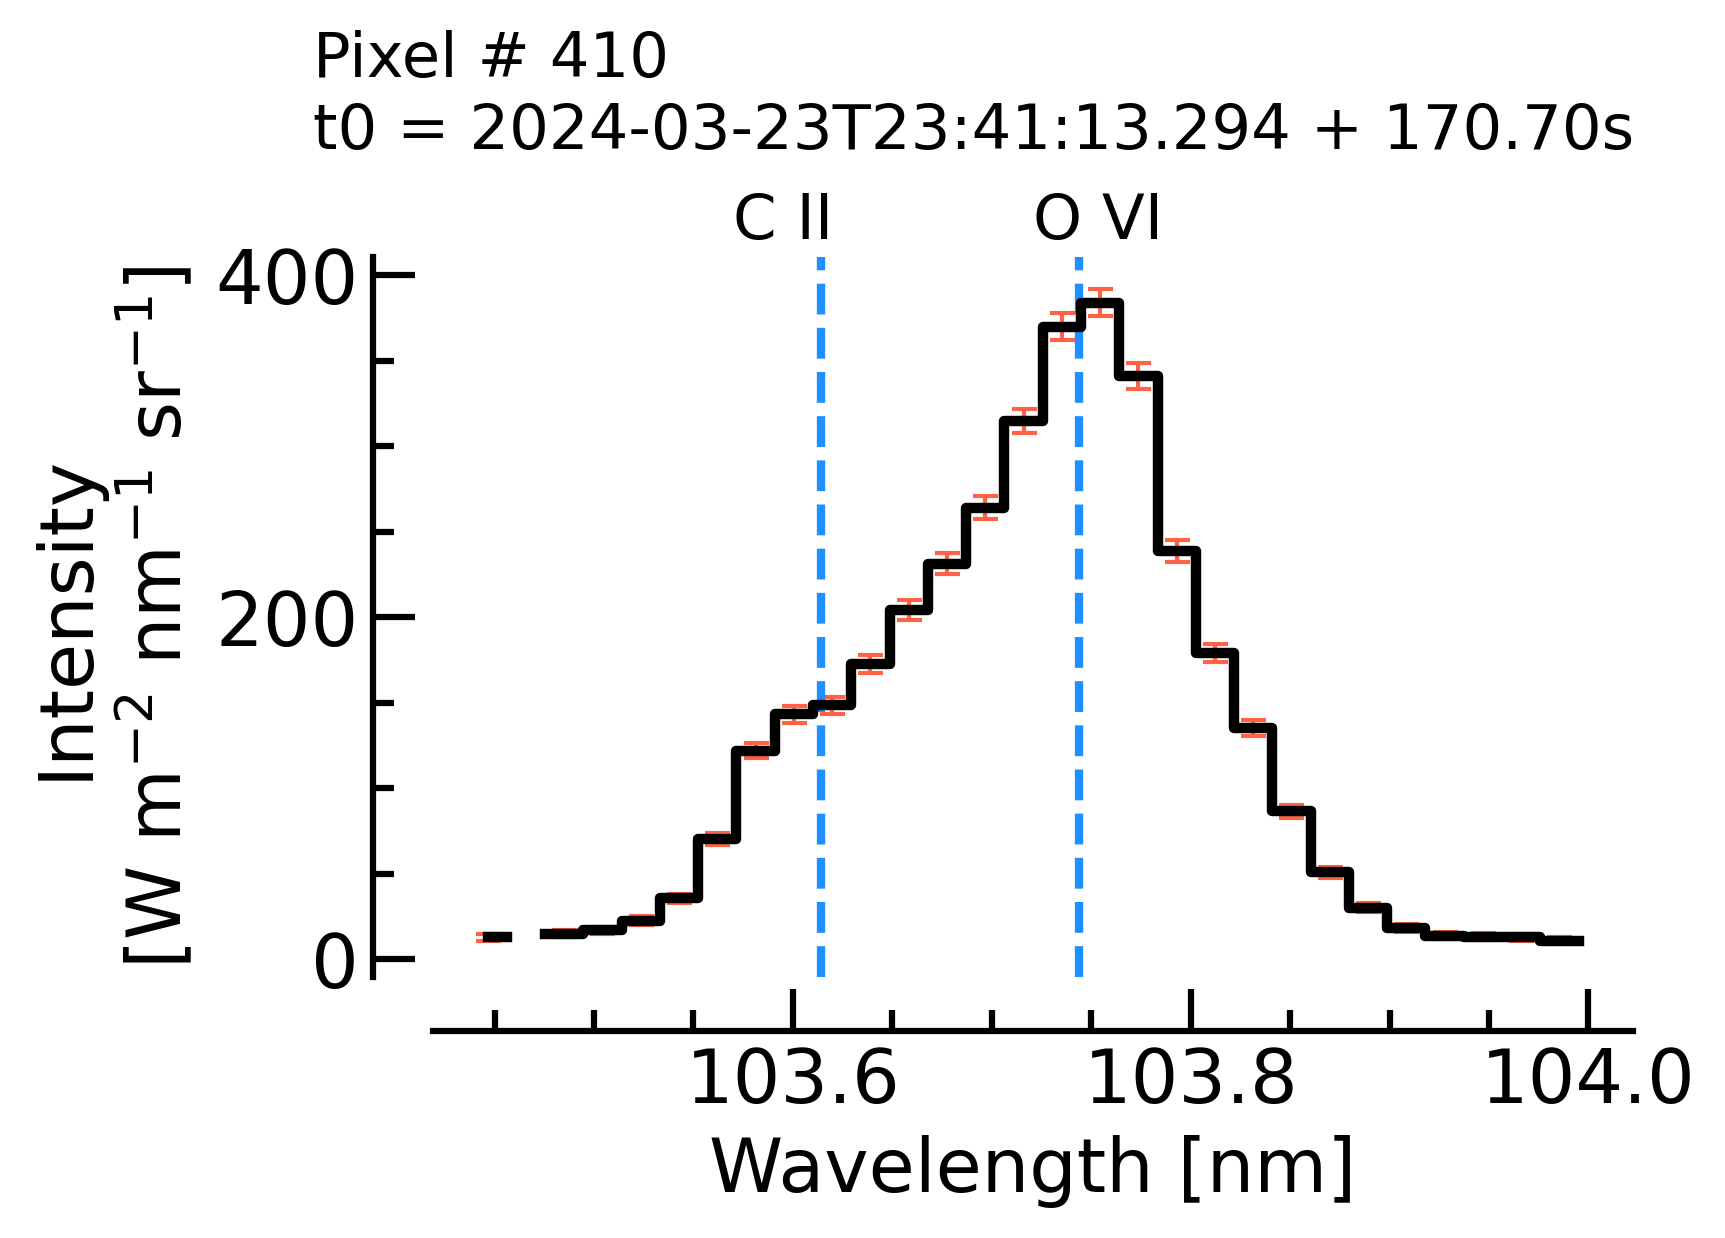 Pixel # 410
t0 = 2024-03-23T23:41:13.294 + 170.70s
C II
O VI
400
200
0
Intensity
[W m⁻² nm⁻¹ sr⁻¹]
103.6
103.8
104.0
Wavelength [nm]